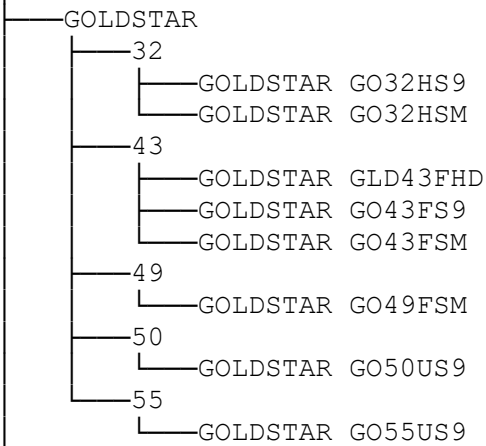 GOLDSTAR
32
GOLDSTAR GO32HS9
GOLDSTAR GO32HSM
43
GOLDSTAR GLD43FHD
GOLDSTAR GO43FS9
GOLDSTAR GO43FSM
49
GOLDSTAR GO49FSM
50
GOLDSTAR GO50US9
55
GOLDSTAR GO55US9